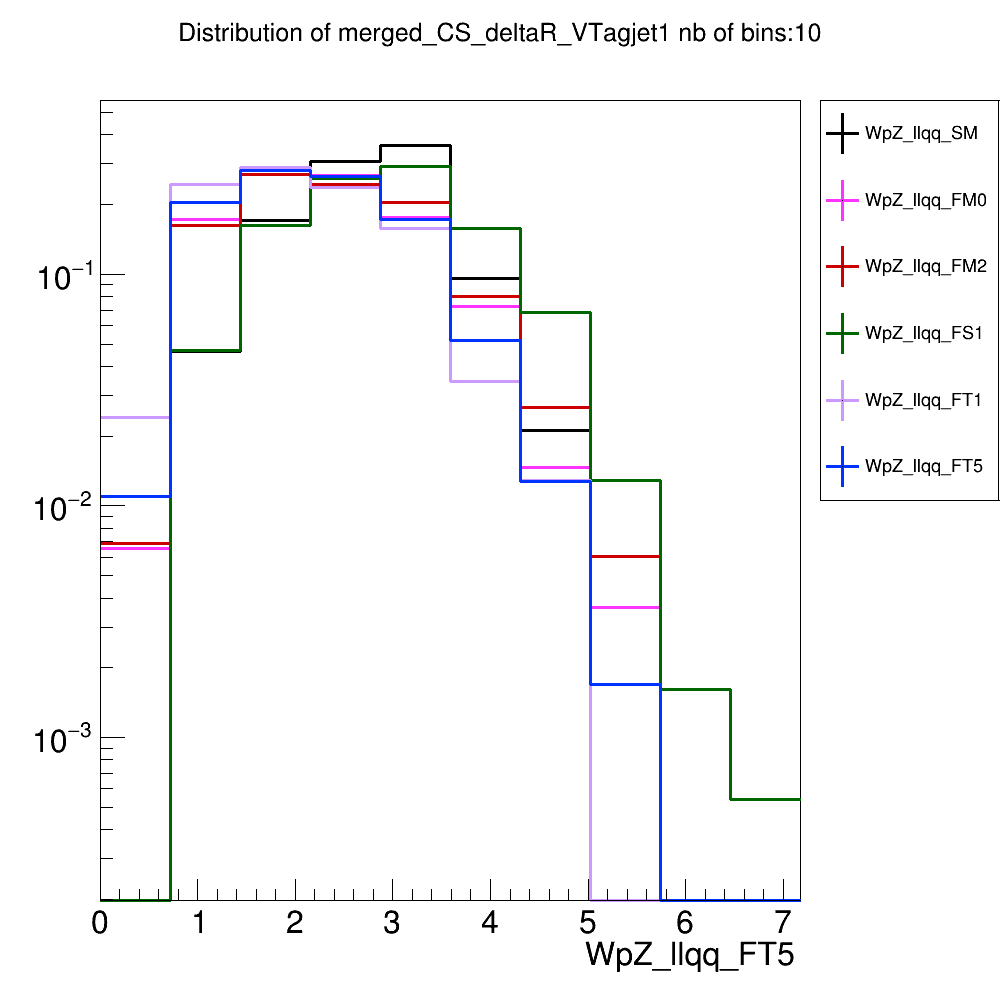 Distribution of merged_CS_deltaR_VTagjet1 nb of bins:10
WpZ_llqq_SM
WpZ_llqq_FM0
WpZ_llqq_FM2
WpZ_llqq_FS1
WpZ_llqq_FT1
WpZ_llqq_FT5
10−1
10−2
10−3
0 1 2 3 4 5 6 7
WpZ_llqq_FT5